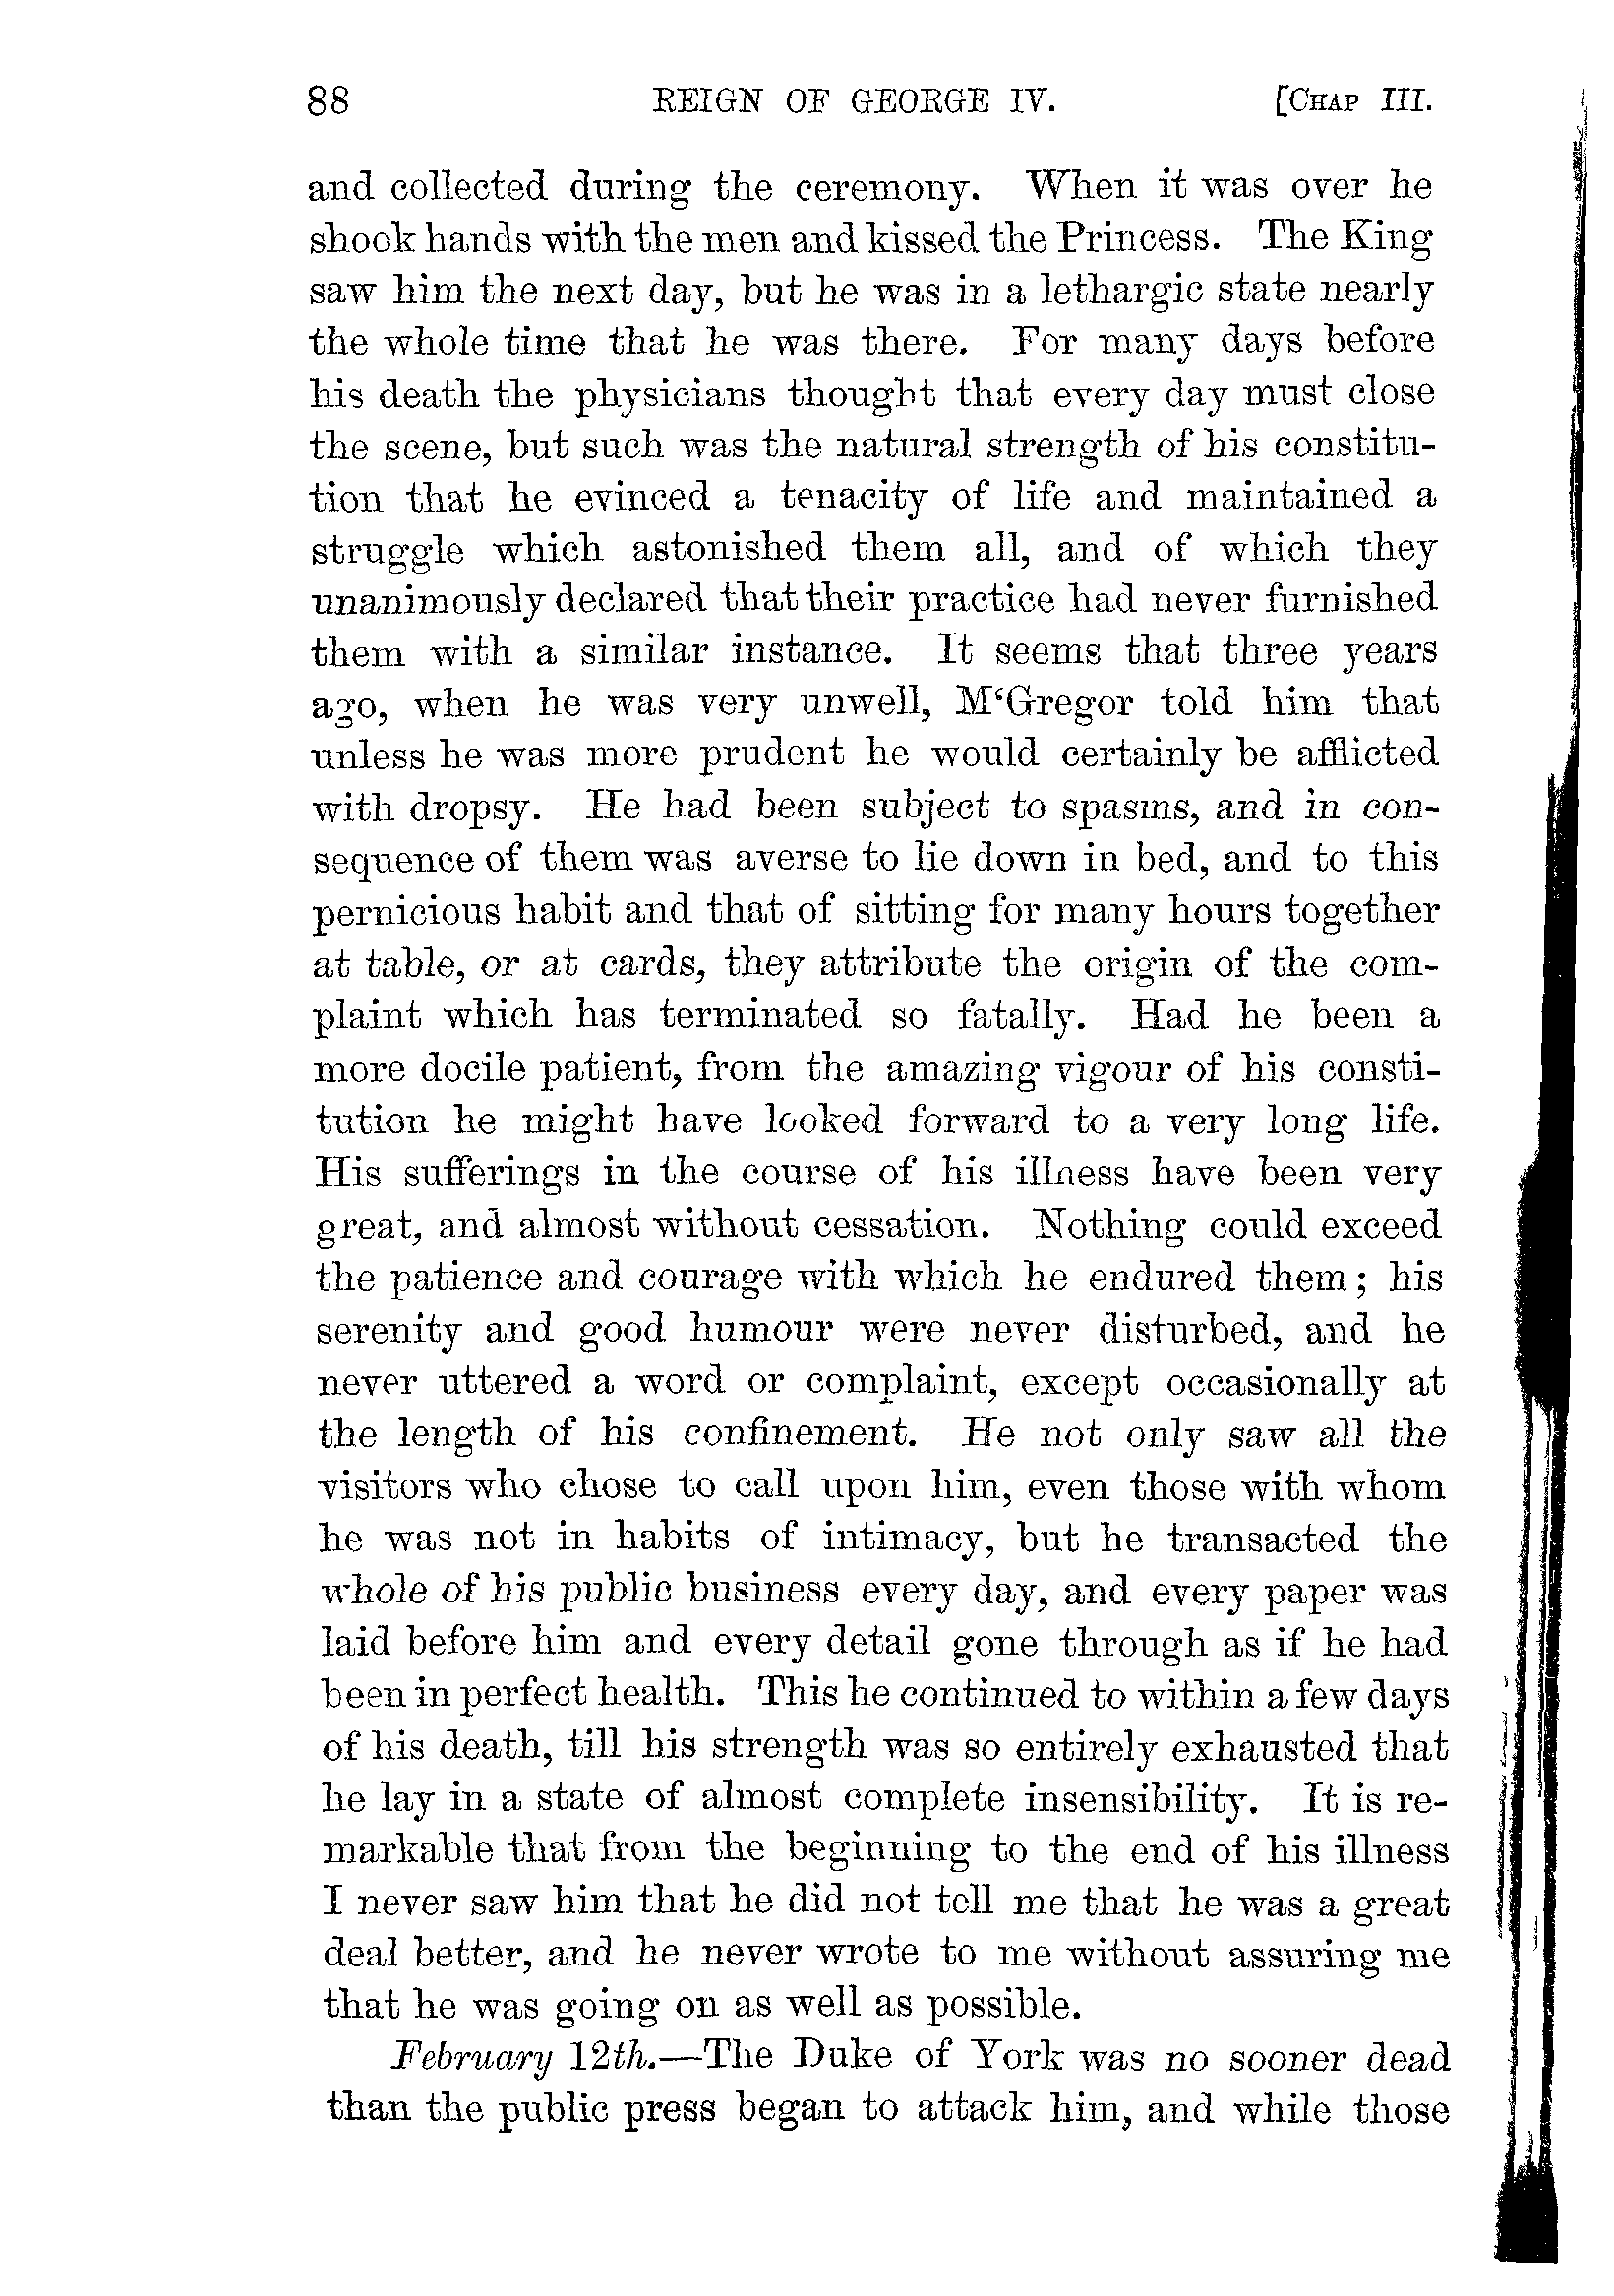 88 REIGN OF GEORGE IV. [CHAP III.
and collected during the ceremony. When it was over he
shook hands with the men and kissed the Princess. The King
saw him the next day, but he was in a lethargic state nearly
the whole time that he was there. For many days before
his death the physicians thought that every day must close
the scene, but such was the natural strength of his constitu-
tion that he evinced a tenacity of life and maintained a
struggle which astonished them all, and of which they
unanimously declared that their practice had never furnished
them with a similar instance. It seems that three years
ago, when he was very unwell, M‘Gregor told him that
unless he was more prudent he would certainly be afflicted
with dropsy. He had been subject to spasms, and in con-
sequence of them was averse to lie down in bed, and to this
pernicious habit and that of sitting for many hours together
at table, or at cards, they attribute the origin of the com-
plaint which has terminated so fatally. Had he been a
more docile patient, from the amazing vigour of his consti-
tution he might have looked forward to a very long life.
His sufferings in the course of his illness have been very
great, and almost without cessation. Nothing could exceed
the patience and courage with which he endured them; his
serenity and good humour were never disturbed, and he
never uttered a word or complaint, except occasionally at
the length of his confinement. He not only saw all the
visitors who chose to call upon him, even those with whom
he was not in habits of intimacy, but he transacted the
whole of his public business every day, and every paper was
laid before him and every detail gone through as if he had
been in perfect health. This he continued to within a few days
of his death, till his strength was so entirely exhausted that
he lay in a state of almost complete insensibility. It is re-
markable that from the beginning to the end of his illness
I never saw him that he did not tell me that he was a great
deal better, and he never wrote to me without assuring me
that he was going on as well as possible.
February 12th.—The Duke of York was no sooner dead
than the public press began to attack him, and while those